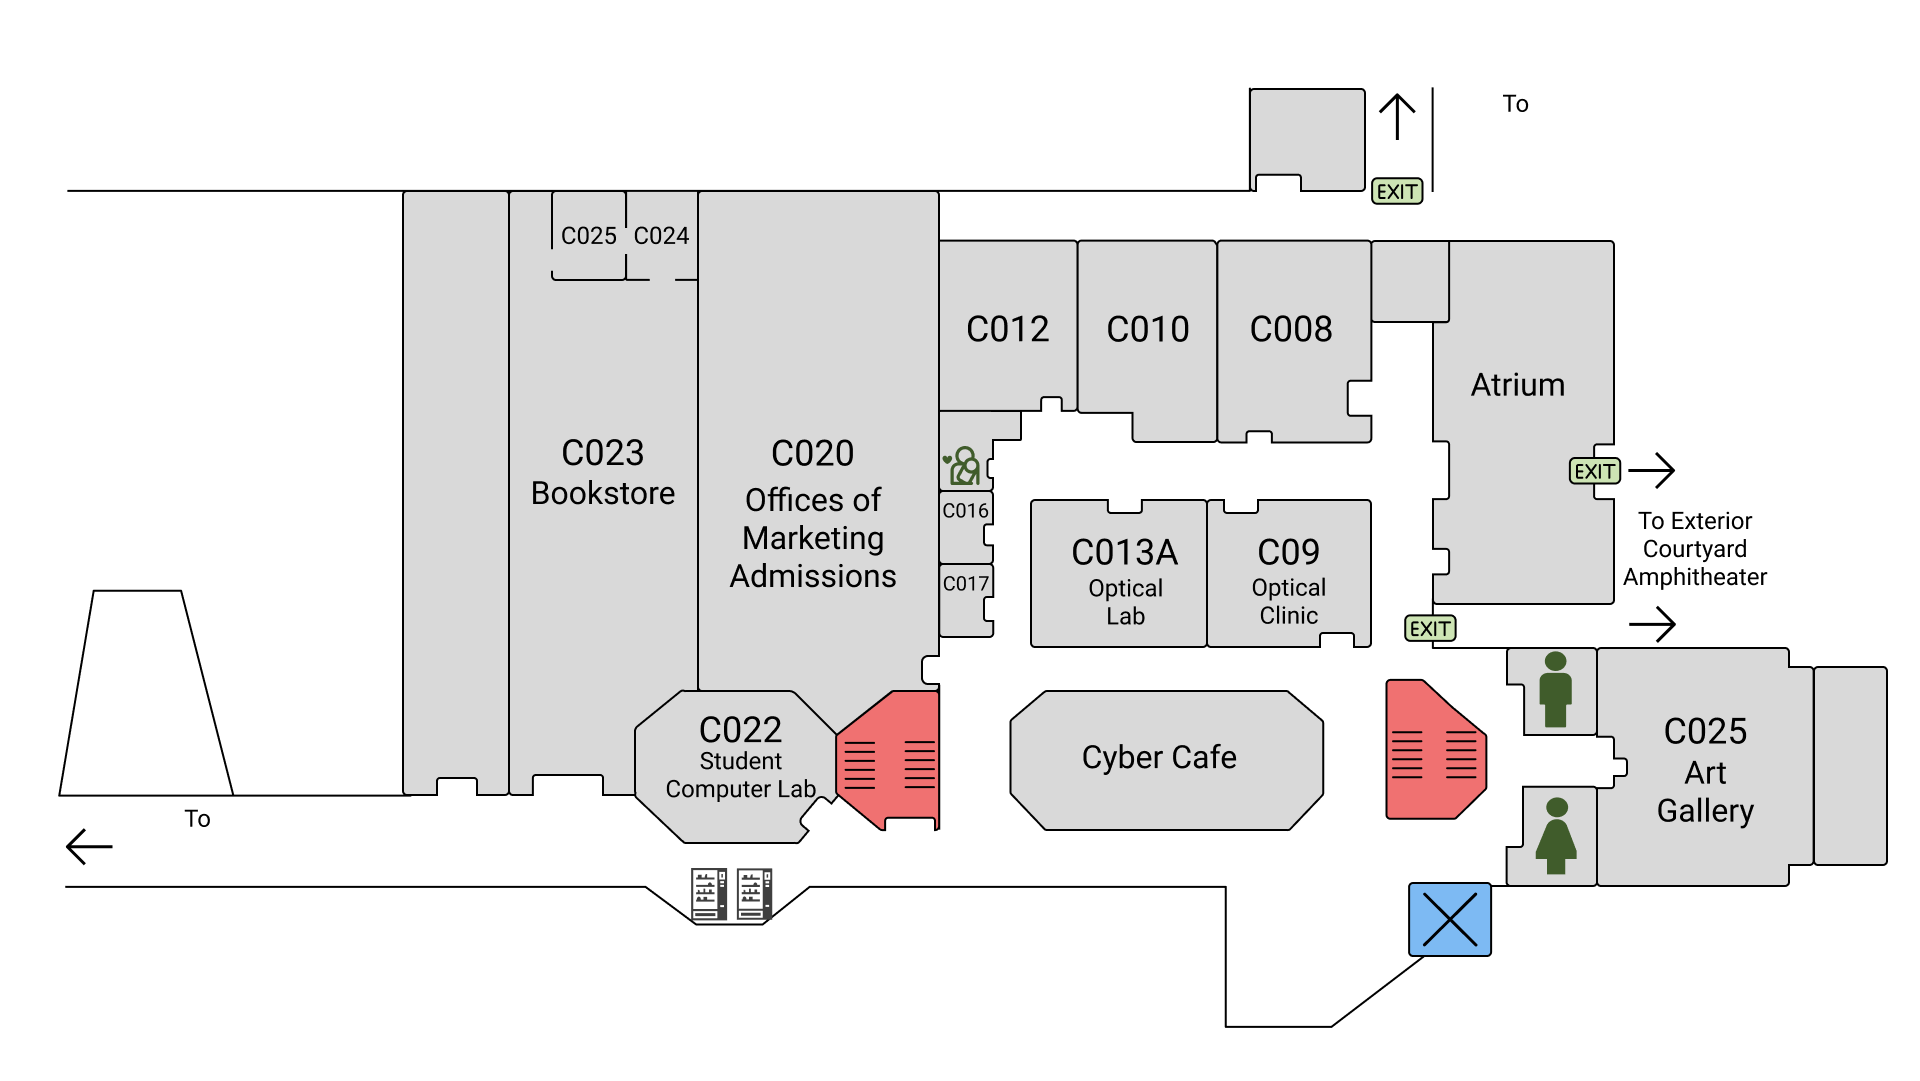 To
EXIT
C025
C024
C012
C010
C008
Atrium
C023
Bookstore
C020
Offices of
Marketing
Admissions
EXIT
C016
C017
C013A
Optical
Lab
C09
Optical
Clinic
To Exterior
Courtyard
Amphitheater
EXIT
C022
Student
Computer Lab
Cyber Cafe
C025
Art
Gallery
To